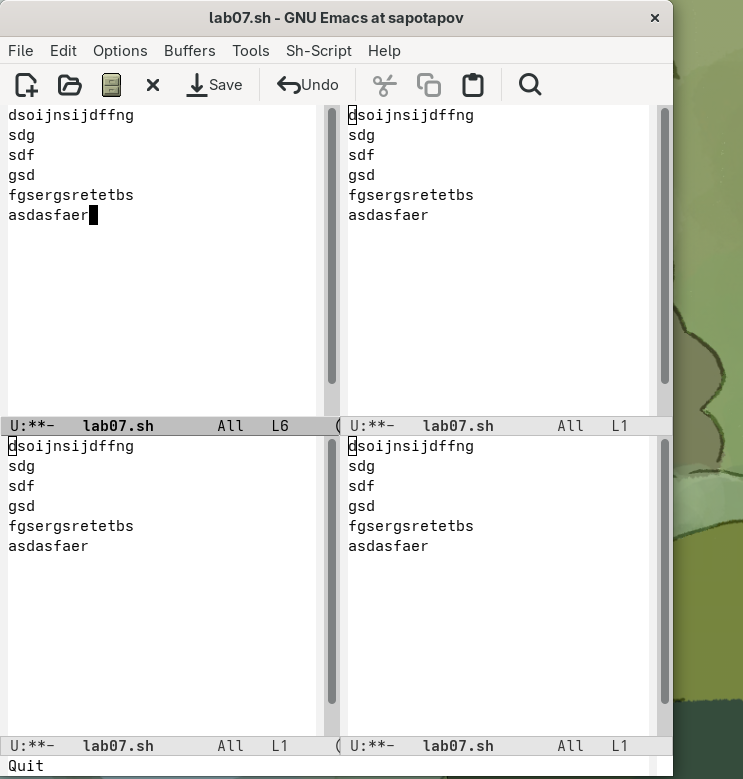 lab07.sh - GNU Emacs at sapotapov
File Edit Options Buffers Tools Sh-Script Help
Save Undo
dsoijnsijdffng
sdg
sdf
gsd
fgsergsretetbs
asdasfaer
U:**- lab07.sh All L6 (
dsoijnsijdffng
sdg
sdf
gsd
fgsergsretetbs
asdasfaer
U:**- lab07.sh All L1
dsoijnsijdffng
sdg
sdf
gsd
fgsergsretetbs
asdasfaer
U:**- lab07.sh All L1 (
dsoijnsijdffng
sdg
sdf
gsd
fgsergsretetbs
asdasfaer
U:**- lab07.sh All L1
Quit